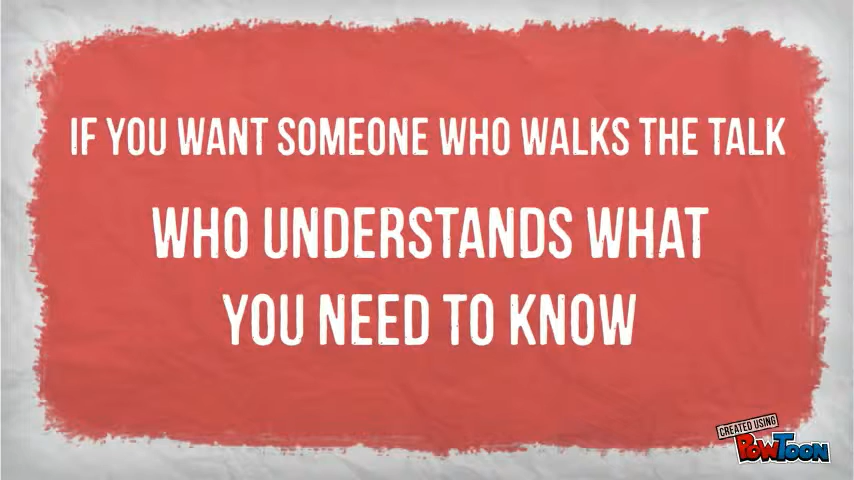 IF YOU WANT SOMEONE WHO WALKS THE TALK
WHO UNDERSTANDS WHAT
YOU NEED TO KNOW
CREATED USING
POWTOON